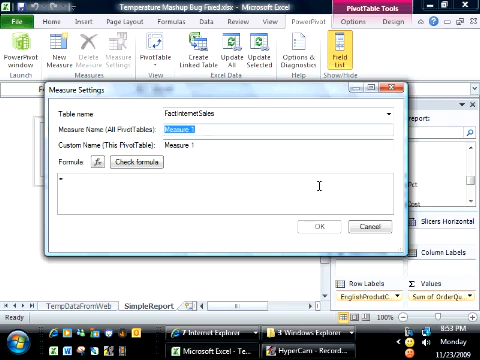 Temperature Mashup Bug Fixed.xlsx - Microsoft Excel
PivotTable Tools
File Home Insert Page Layout Formulas Data Review View PowerPivot Options Design
PowerPivot window
New Measure
Delete Measure
Measure Settings
PivotTable
Create Linked Table
Update All
Update Selected
Options & Diagnostics
Field List
Launch Measures Excel Data Show/Hide
Measure Settings
Table name: FactInternetSales
Measure Name (All PivotTables): Measure 1
Custom Name (This PivotTable): Measure 1
Formula: fx Check formula
=
OK Cancel
report:
Pct
Cost
Slicers Horizontal
Column Labels
Row Labels Σ Values
EnglishProductC... Sum of OrderQ...
TempDataFromWeb SimpleReport
Ready 100%
7 Internet Explorer 3 Windows Explorer
Microsoft Excel - Te... HyperCam - Record...
8:53 PM
Monday
11/23/2009